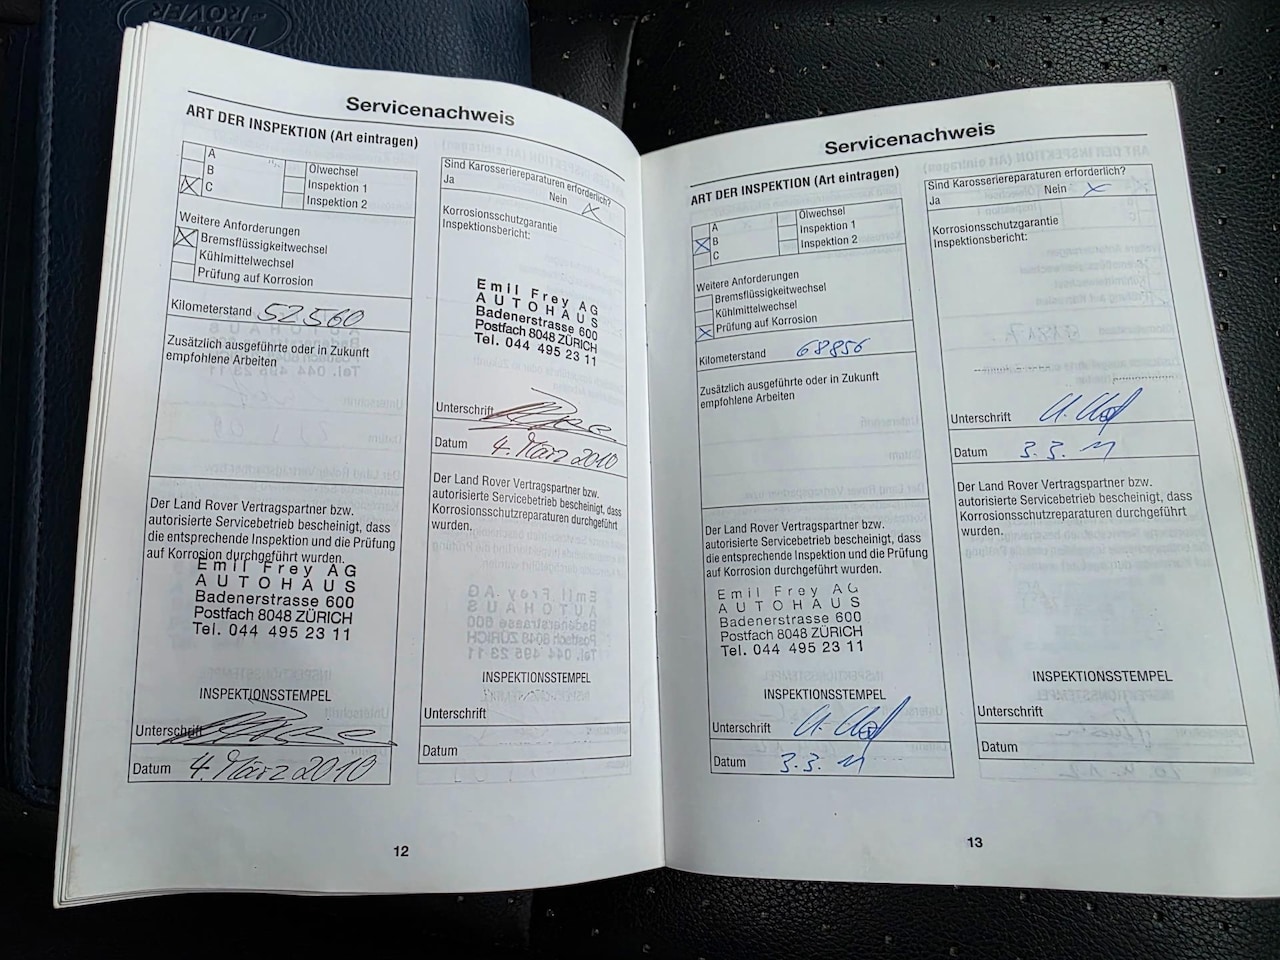 LAND
ROVER
Servicenachweis
ART DER INSPEKTION (Art eintragen)
A
B
C
Ölwechsel
Inspektion 1
Inspektion 2
Weitere Anforderungen
Bremsflüssigkeitwechsel
Kühlmittelwechsel
Prüfung auf Korrosion
Kilometerstand 52560
Zusätzlich ausgeführte oder in Zukunft
empfohlene Arbeiten
Der Land Rover Vertragspartner bzw.
autorisierte Servicebetrieb bescheinigt, dass
die entsprechende Inspektion und die Prüfung
auf Korrosion durchgeführt wurden.
Emil Frey AG
AUTOHAUS
Badenerstrasse 600
Postfach 8048 ZÜRICH
Tel. 044 495 23 11
INSPEKTIONSSTEMPEL
Unterschrift
Datum 4. März 2010
Sind Karosseriereparaturen erforderlich?
Ja
Nein X
Korrosionsschutzgarantie
Inspektionsbericht:
Emil Frey AG
AUTOHAUS
Badenerstrasse 600
Postfach 8048 ZÜRICH
Tel. 044 495 23 11
Unterschrift
Datum 4. März 2010
Der Land Rover Vertragspartner bzw.
autorisierte Servicebetrieb bescheinigt, dass
Korrosionsschutzreparaturen durchgeführt
wurden.
INSPEKTIONSSTEMPEL
Unterschrift
Datum
12
Servicenachweis
ART DER INSPEKTION (Art eintragen)
A
B
C
Ölwechsel
Inspektion 1
Inspektion 2
Weitere Anforderungen
Bremsflüssigkeitwechsel
Kühlmittelwechsel
Prüfung auf Korrosion
Kilometerstand 68856
Zusätzlich ausgeführte oder in Zukunft
empfohlene Arbeiten
Der Land Rover Vertragspartner bzw.
autorisierte Servicebetrieb bescheinigt, dass
die entsprechende Inspektion und die Prüfung
auf Korrosion durchgeführt wurden.
Emil Frey AG
AUTOHAUS
Badenerstrasse 600
Postfach 8048 ZÜRICH
Tel. 044 495 23 11
INSPEKTIONSSTEMPEL
Unterschrift
Datum 3.3.11
Sind Karosseriereparaturen erforderlich?
Ja
Nein X
Korrosionsschutzgarantie
Inspektionsbericht:
Unterschrift
Datum 3.3.11
Der Land Rover Vertragspartner bzw.
autorisierte Servicebetrieb bescheinigt, dass
Korrosionsschutzreparaturen durchgeführt
wurden.
INSPEKTIONSSTEMPEL
Unterschrift
Datum
13